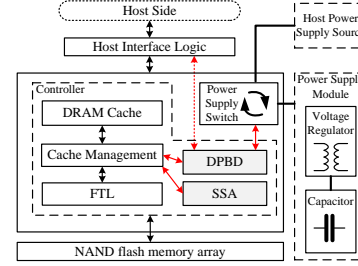 Host Side
Host Interface Logic
Host Power
Supply Source
Controller
DRAM Cache
Cache Management
FTL
Power
Supply
Switch
DPBD
SSA
NAND flash memory array
Power Supply
Module
Voltage
Regulator
Capacitor